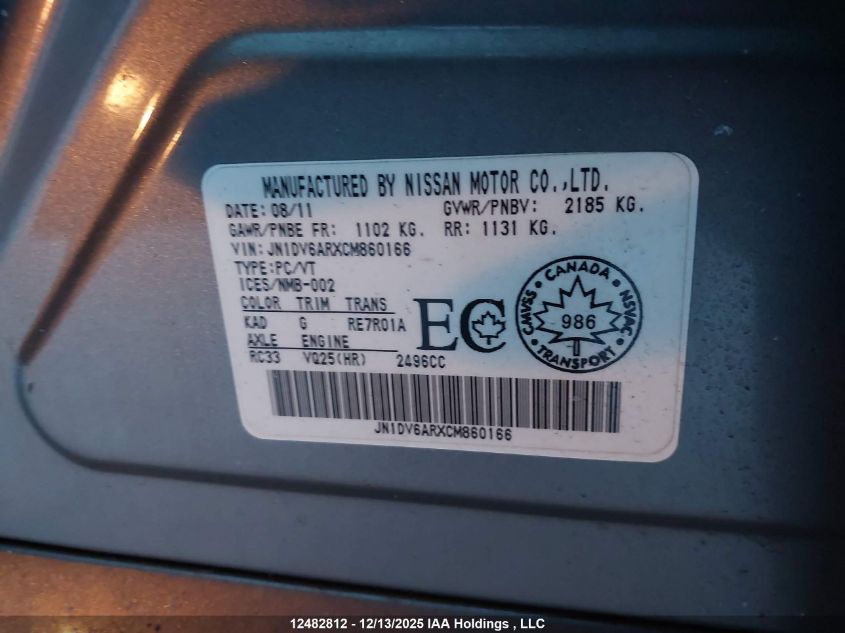 MANUFACTURED BY NISSAN MOTOR CO.,LTD.
DATE: 08/11 GVWR/PNBV: 2185 KG.
GAWR/PNBE FR: 1102 KG. RR: 1131 KG.
VIN: JN1DV6ARXCM860166
TYPE:PC/VT
ICES/NMB-002
COLOR TRIM TRANS
KAD G RE7R01A
AXLE ENGINE
RC33 VQ25(HR) 2496CC
EC
CANADA
CMVSS NSVAC
986
TRANSPORT
JN1DV6ARXCM860166
12482812 - 12/13/2025 IAA Holdings , LLC